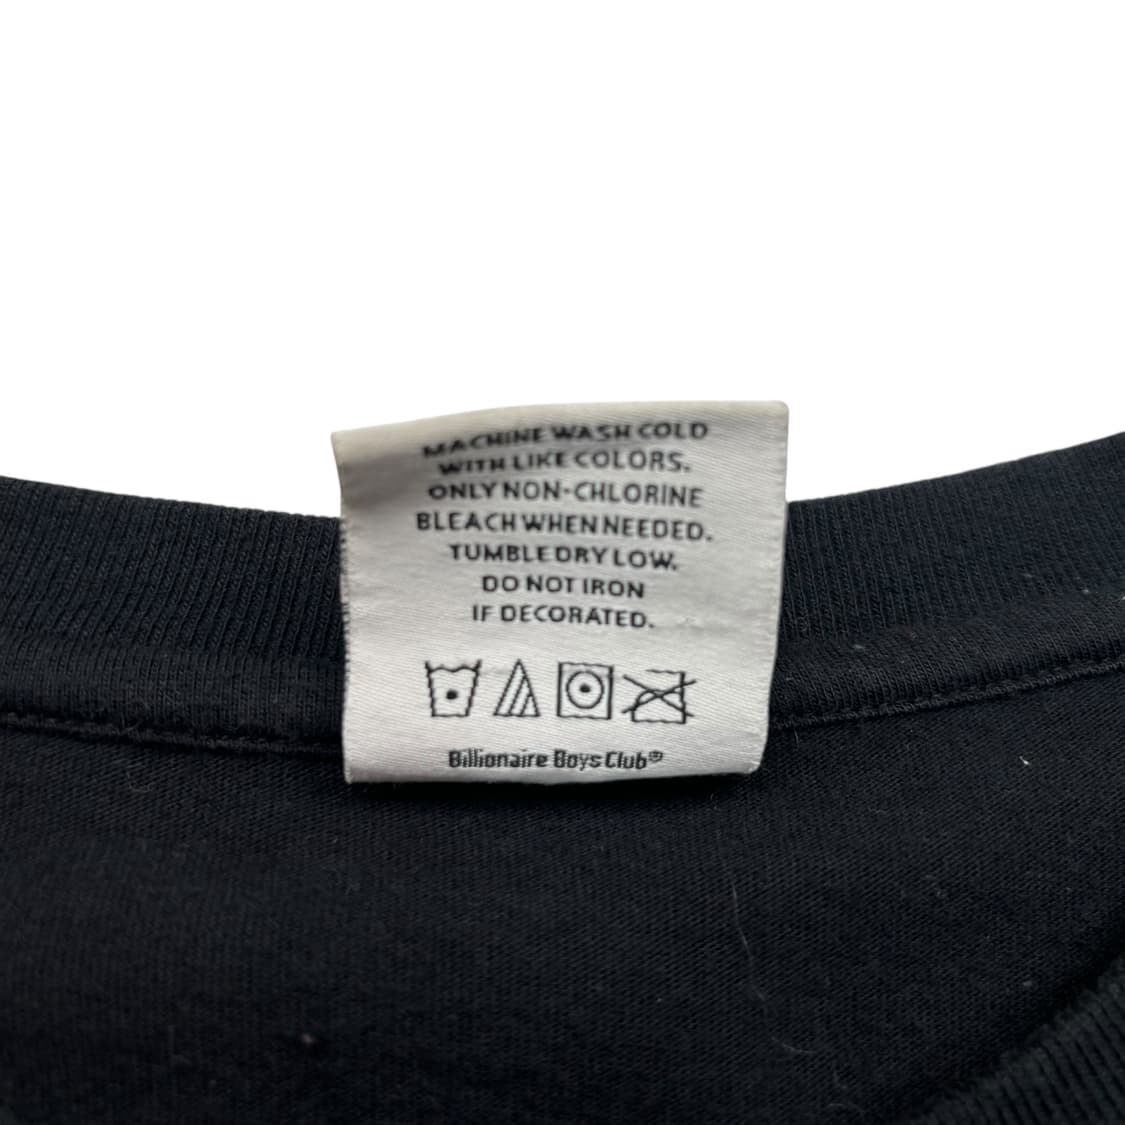 MACHINE WASH COLD
WITH LIKE COLORS.
ONLY NON-CHLORINE
BLEACH WHEN NEEDED.
TUMBLE DRY LOW.
DO NOT IRON
IF DECORATED.
Billionaire Boys Club®